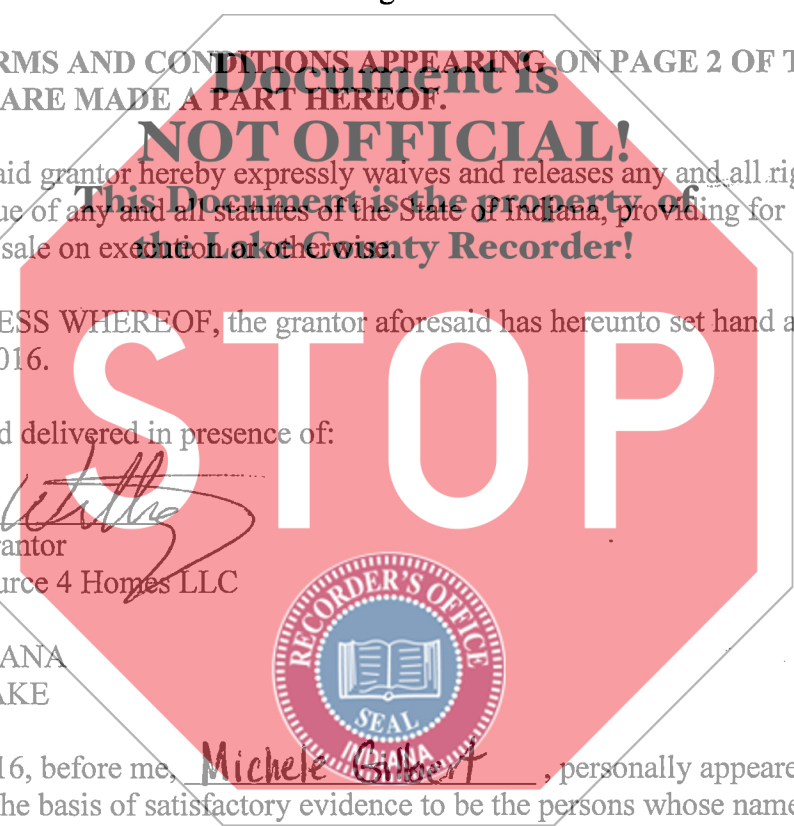 RMS AND CONDITIONS APPEARING ON PAGE 2 OF T
Document is
ARE MADE A PART HEREOF.
NOT OFFICIAL!
aid grantor hereby expressly waives and releases any and all rig
This Document is the property of
ue of any and all statutes of the State of Indiana, providing for
the Lake County Recorder!
sale on execution or otherwise.
ESS WHEREOF, the grantor aforesaid has hereunto set hand a
016.
STOP
d delivered in presence of:
rantor
urce 4 Homes LLC
RECORDER'S OFFICE
SEAL
INDIANA
ANA
AKE
16, before me, Michele Gilbert, personally appeare
he basis of satisfactory evidence to be the persons whose name